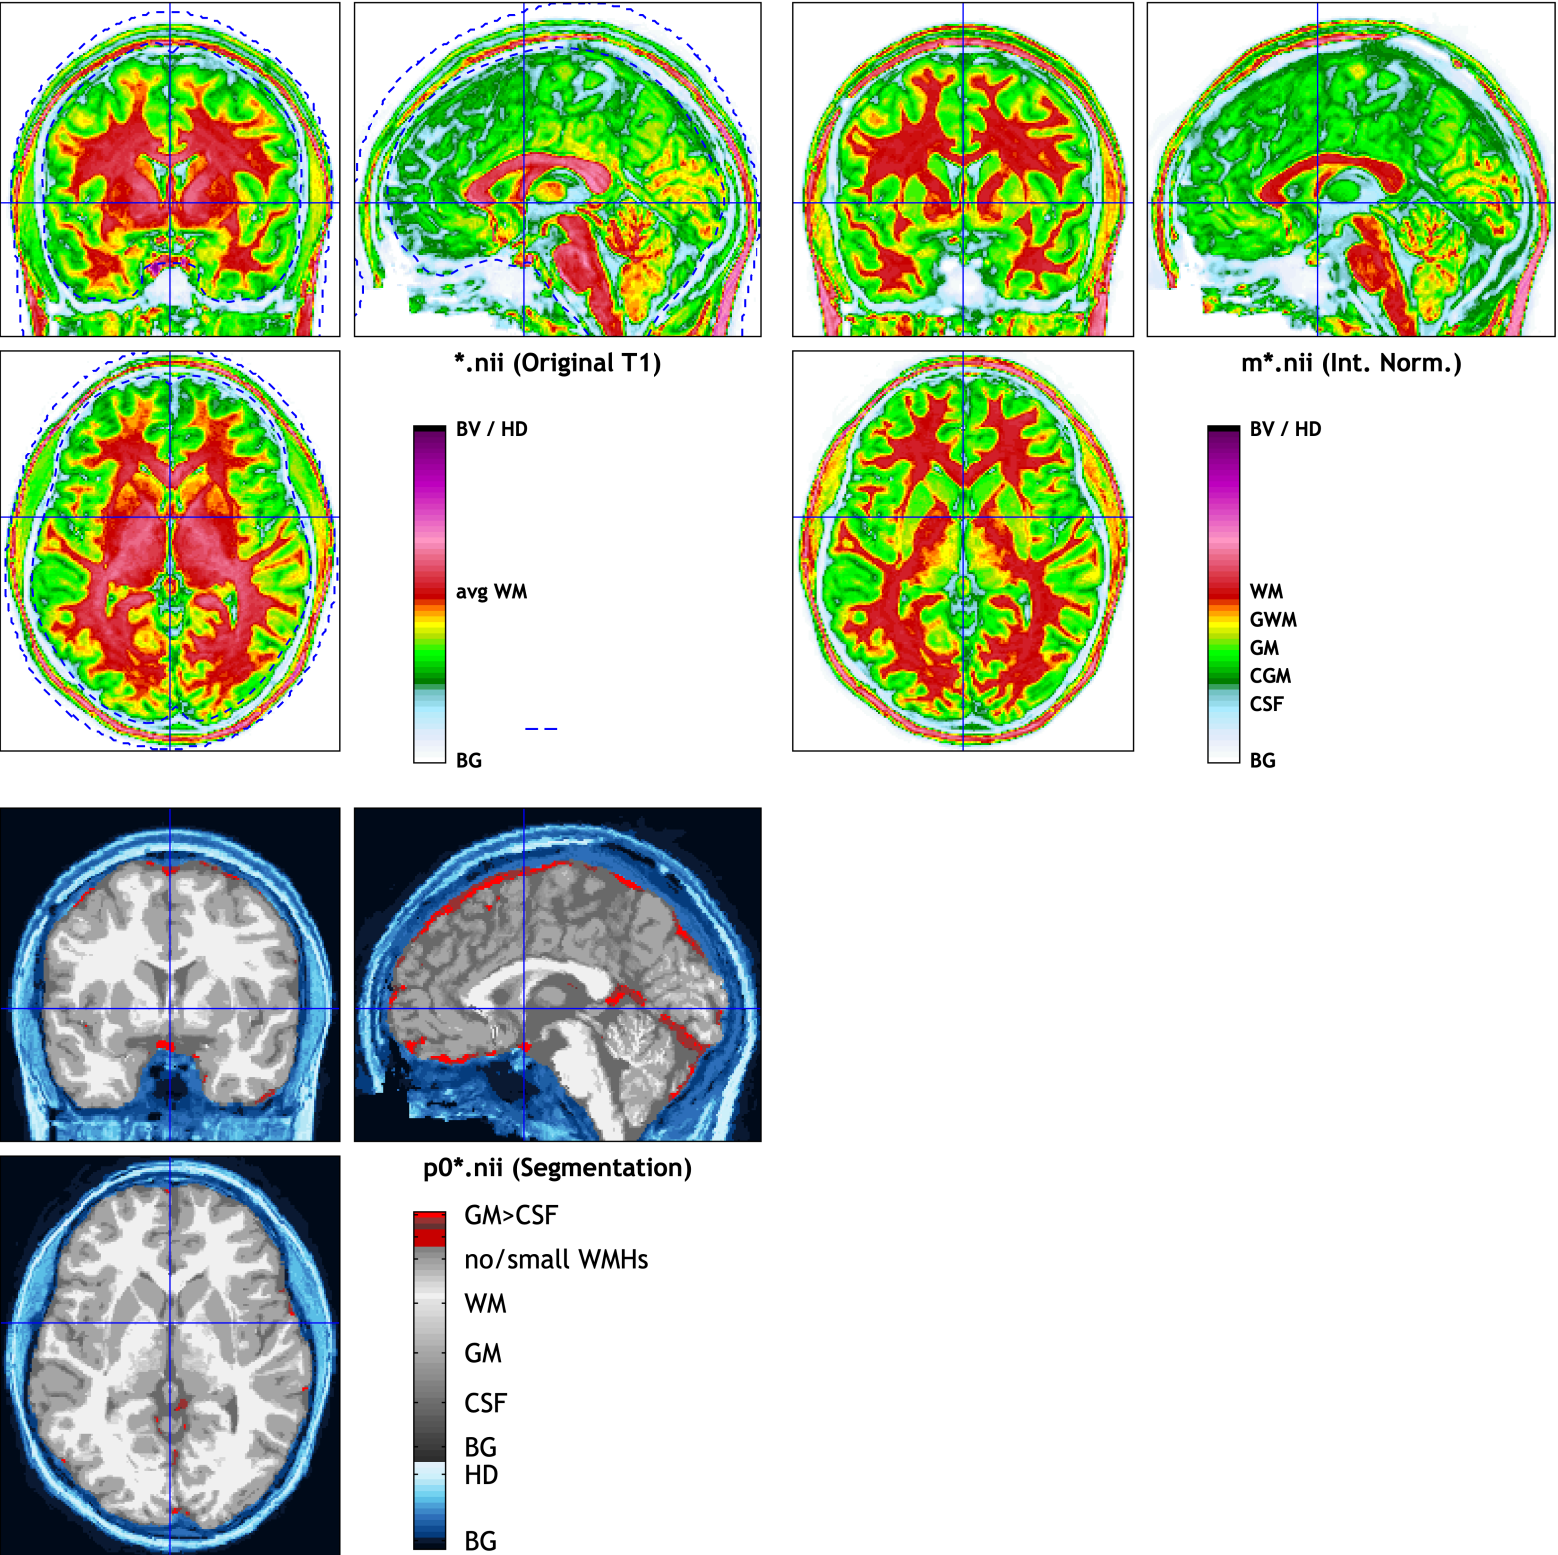 *.nii (Original T1)
BV / HD
avg WM
BG
m*.nii (Int. Norm.)
BV / HD
WM
GWM
GM
CGM
CSF
BG
p0*.nii (Segmentation)
GM>CSF
no/small WMHs
WM
GM
CSF
BG
HD
BG